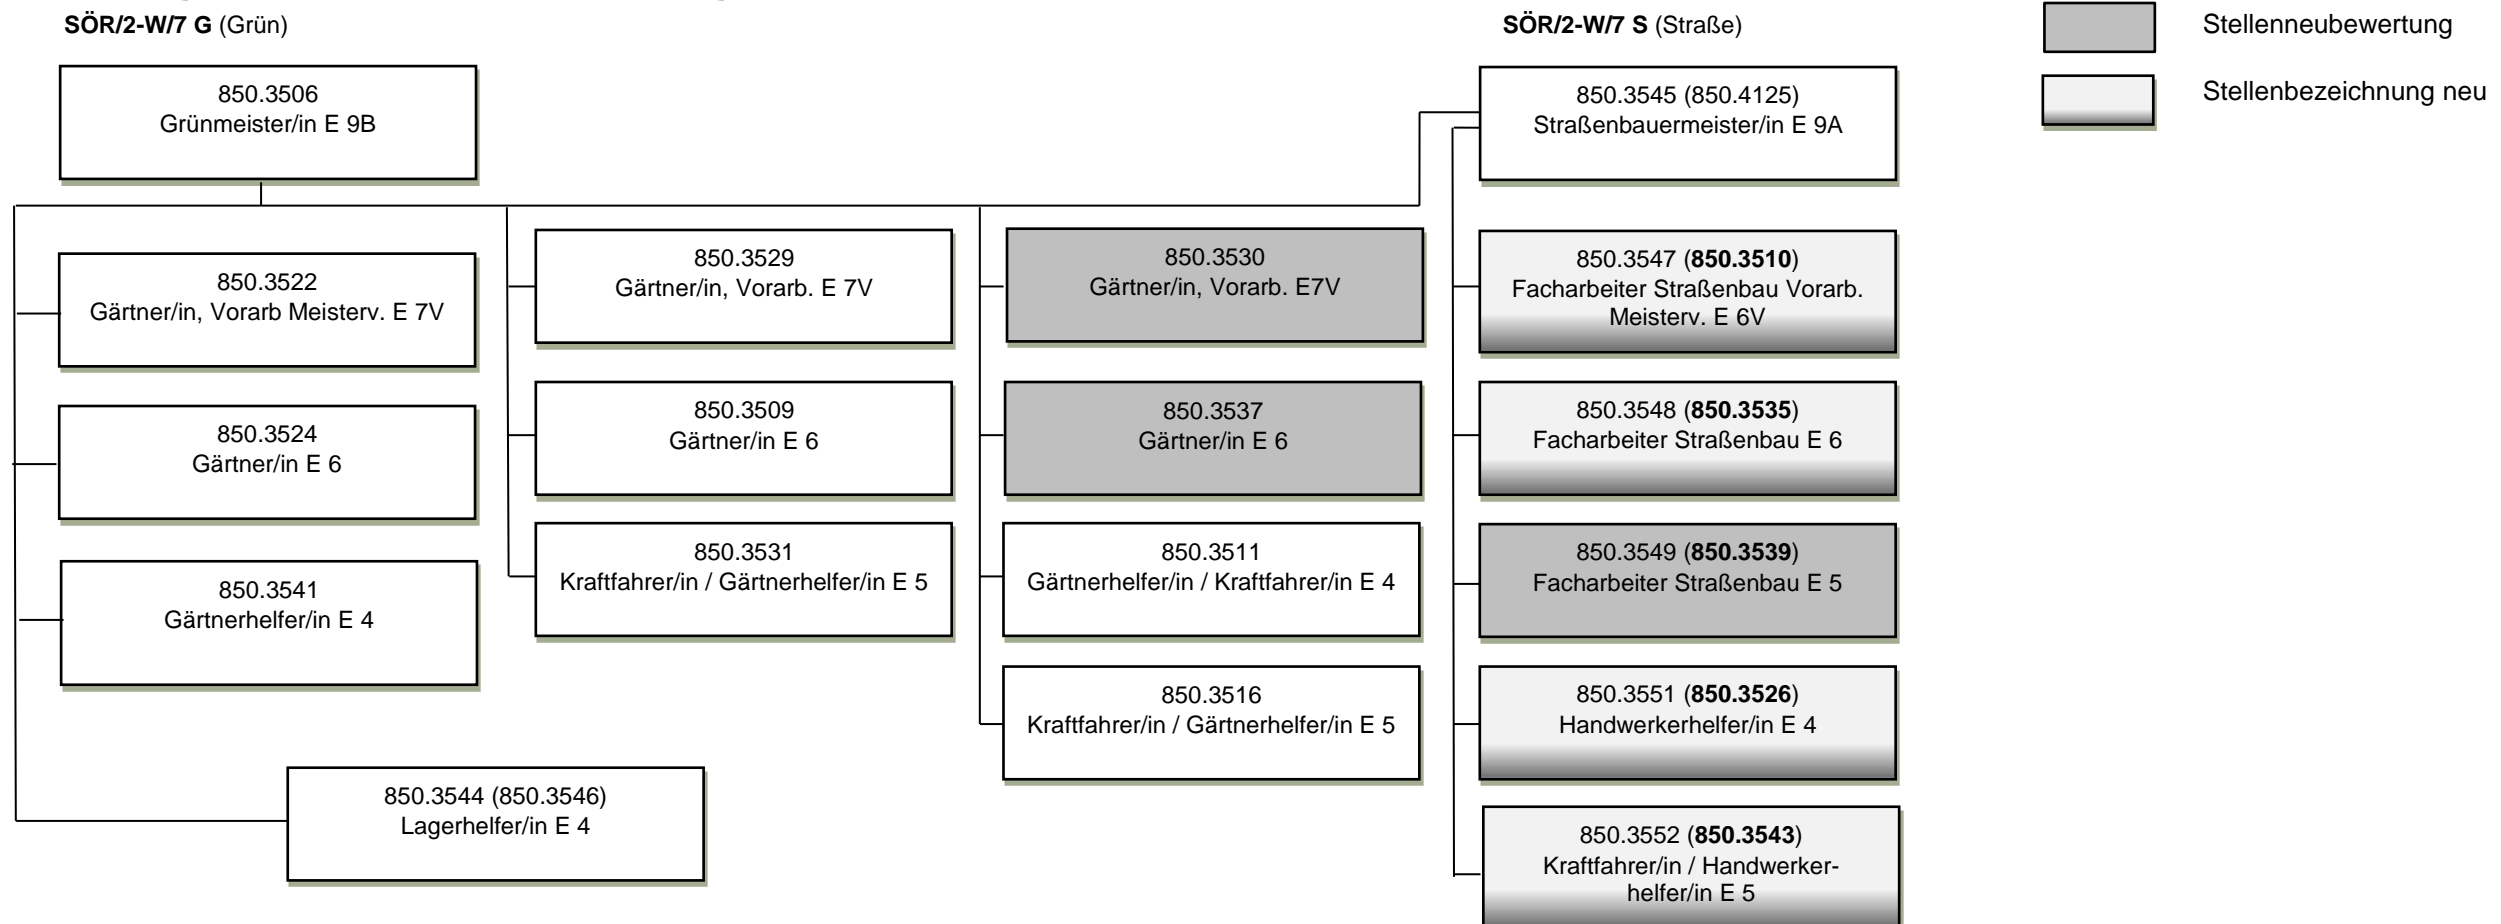 SÖR/2-W/7 G (Grün)
850.3506
Grünmeister/in E 9B
850.3522
Gärtner/in, Vorarb Meisterv. E 7V
850.3524
Gärtner/in E 6
850.3541
Gärtnerhelfer/in E 4
850.3544 (850.3546)
Lagerhelfer/in E 4
850.3529
Gärtner/in, Vorarb. E 7V
850.3509
Gärtner/in E 6
850.3531
Kraftfahrer/in / Gärtnerhelfer/in E 5
850.3530
Gärtner/in, Vorarb. E7V
850.3537
Gärtner/in E 6
850.3511
Gärtnerhelfer/in / Kraftfahrer/in E 4
850.3516
Kraftfahrer/in / Gärtnerhelfer/in E 5
SÖR/2-W/7 S (Straße)
850.3545 (850.4125)
Straßenbauermeister/in E 9A
850.3547 (850.3510)
Facharbeiter Straßenbau Vorarb.
Meisterv. E 6V
850.3548 (850.3535)
Facharbeiter Straßenbau E 6
850.3549 (850.3539)
Facharbeiter Straßenbau E 5
850.3551 (850.3526)
Handwerkerhelfer/in E 4
850.3552 (850.3543)
Kraftfahrer/in / Handwerker-
helfer/in E 5
Stellenneubewertung
Stellenbezeichnung neu